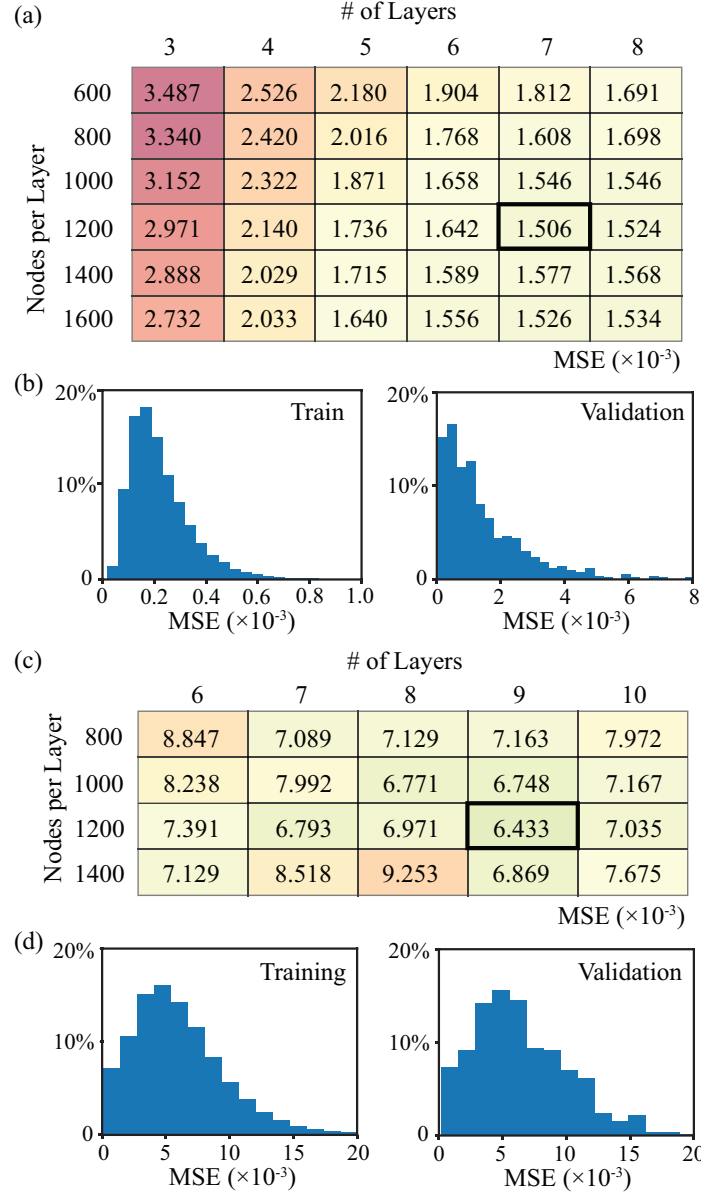 (a)
# of Layers
3 4 5 6 7 8
Nodes per Layer
600 3.487 2.526 2.180 1.904 1.812 1.691
800 3.340 2.420 2.016 1.768 1.608 1.698
1000 3.152 2.322 1.871 1.658 1.546 1.546
1200 2.971 2.140 1.736 1.642 1.506 1.524
1400 2.888 2.029 1.715 1.589 1.577 1.568
1600 2.732 2.033 1.640 1.556 1.526 1.534
MSE (×10⁻³)
(b)
20%
10%
0
Train
0 0.2 0.4 0.6 0.8 1.0
MSE (×10⁻³)
20%
10%
0
Validation
0 2 4 6 8
MSE (×10⁻³)
(c)
# of Layers
6 7 8 9 10
Nodes per Layer
800 8.847 7.089 7.129 7.163 7.972
1000 8.238 7.992 6.771 6.748 7.167
1200 7.391 6.793 6.971 6.433 7.035
1400 7.129 8.518 9.253 6.869 7.675
MSE (×10⁻³)
(d)
20%
10%
0
Training
0 5 10 15 20
MSE (×10⁻³)
20%
10%
0
Validation
0 5 10 15 20
MSE (×10⁻³)